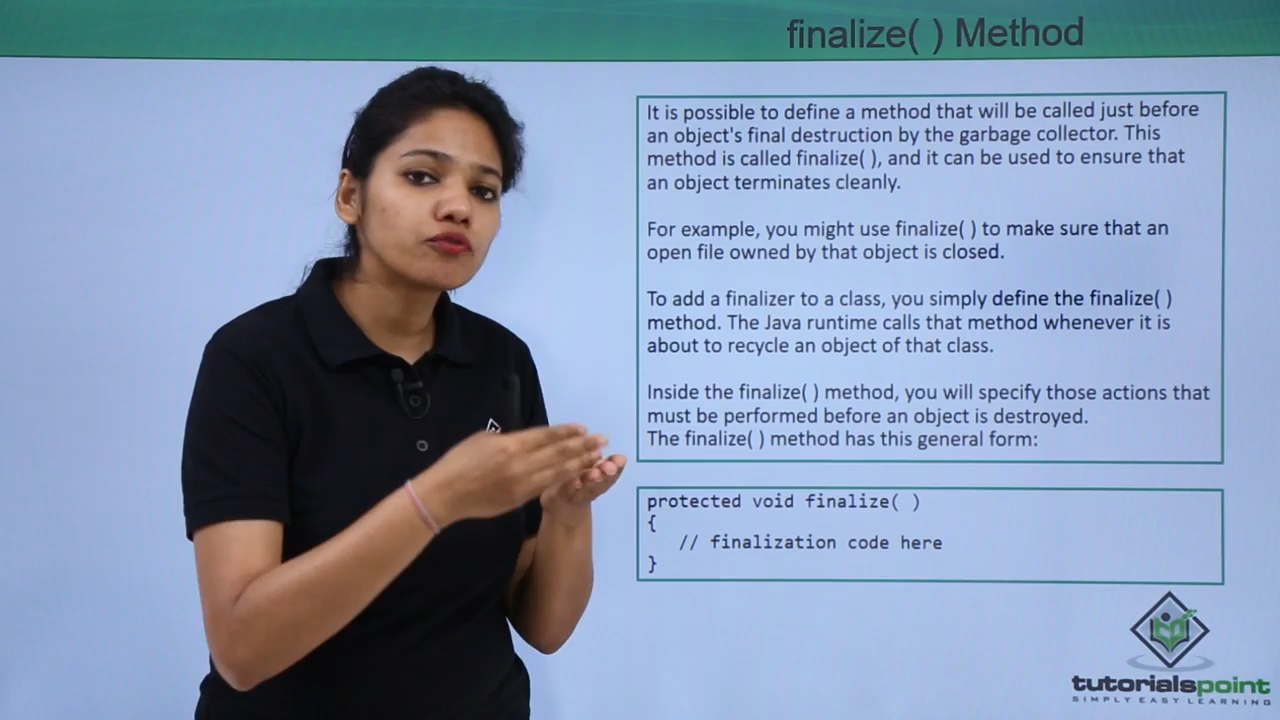 finalize( ) Method
It is possible to define a method that will be called just before
an object's final destruction by the garbage collector. This
method is called finalize( ), and it can be used to ensure that
an object terminates cleanly.
For example, you might use finalize( ) to make sure that an
open file owned by that object is closed.
To add a finalizer to a class, you simply define the finalize( )
method. The Java runtime calls that method whenever it is
about to recycle an object of that class.
Inside the finalize( ) method, you will specify those actions that
must be performed before an object is destroyed.
The finalize( ) method has this general form:
protected void finalize( )
{
// finalization code here
}
tutorialspoint
SIMPLY EASY LEARNING